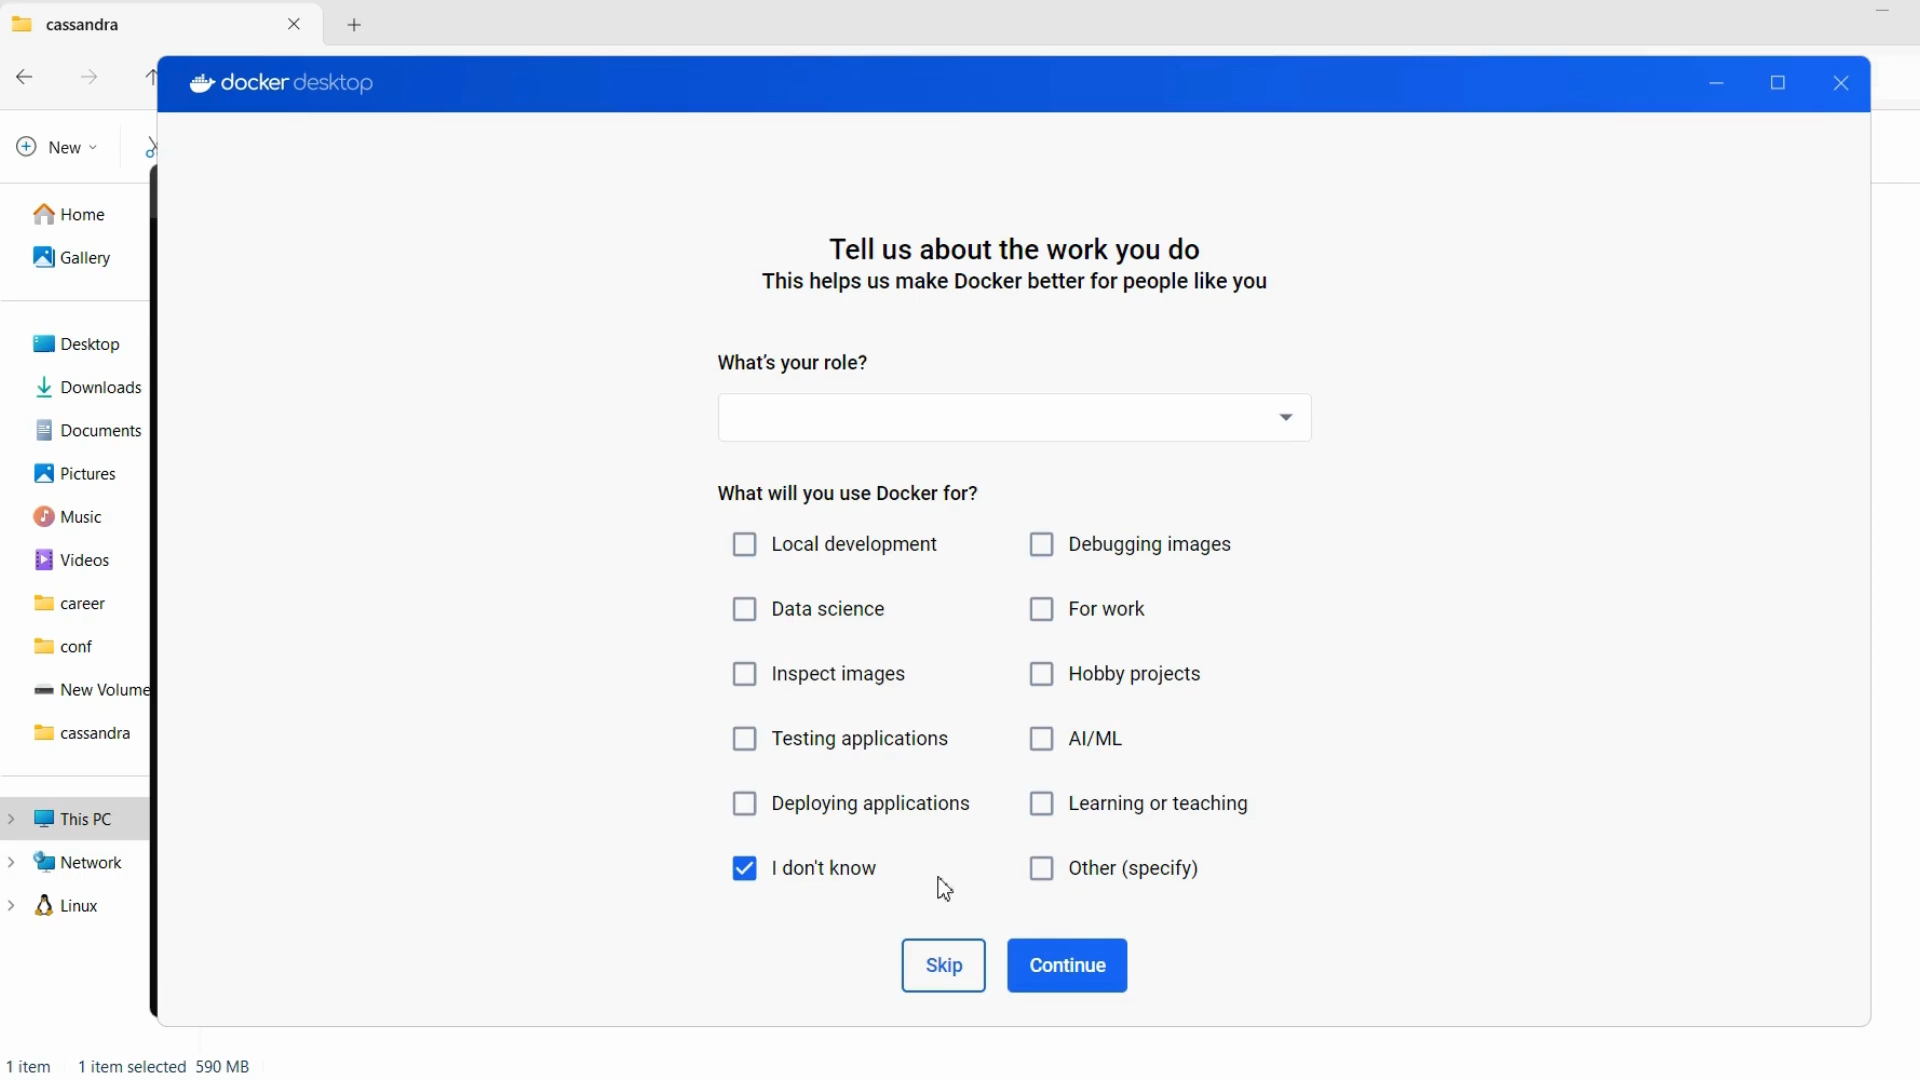 cassandra
docker desktop
New
Home
Gallery
Desktop
Downloads
Documents
Pictures
Music
Videos
career
conf
New Volume
cassandra
This PC
Network
Linux
Tell us about the work you do
This helps us make Docker better for people like you
What's your role?
What will you use Docker for?
Local development
Debugging images
Data science
For work
Inspect images
Hobby projects
Testing applications
AI/ML
Deploying applications
Learning or teaching
I don't know
Other (specify)
Skip
Continue
1 item 1 item selected 590 MB